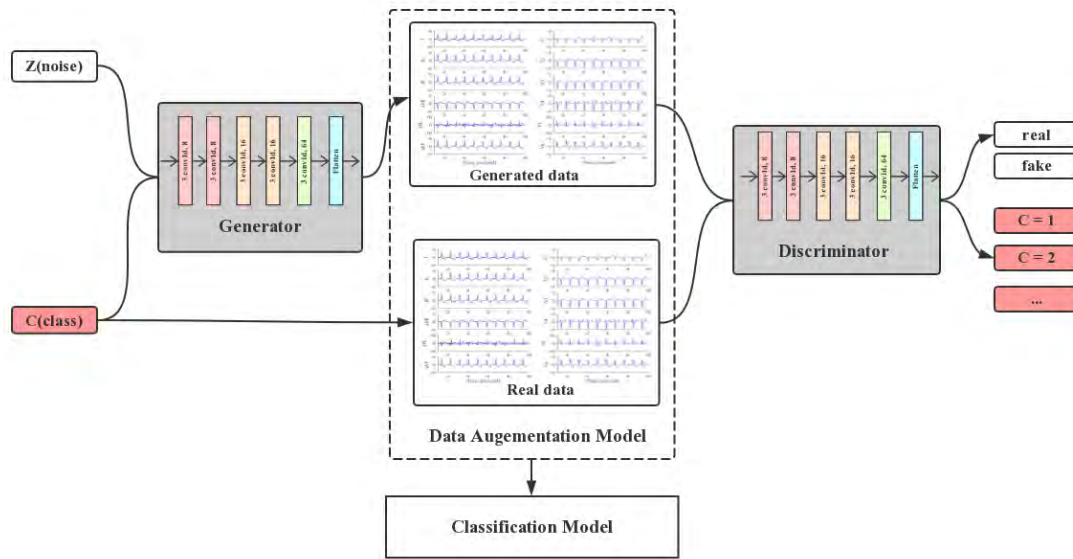 Z(noise)
C(class)
3 conv1d, 8
3 conv1d, 8
3 conv1d, 16
3 conv1d, 16
3 conv1d, 64
Flatten
Generator
Generated data
Real data
Data Augementation Model
Classification Model
3 conv1d, 8
3 conv1d, 8
3 conv1d, 16
3 conv1d, 16
3 conv1d, 64
Flatten
Discriminator
real
fake
C = 1
C = 2
...